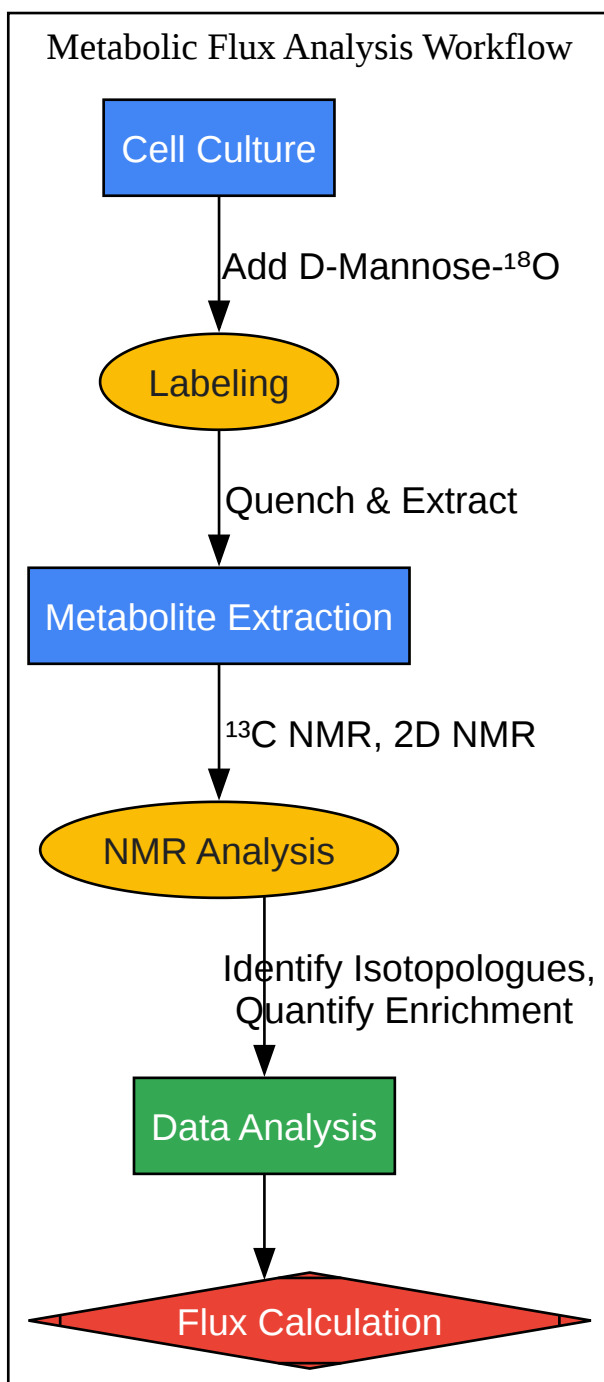 Metabolic Flux Analysis Workflow
Cell Culture
Add D-Mannose-¹⁸O
Labeling
Quench & Extract
Metabolite Extraction
¹³C NMR, 2D NMR
NMR Analysis
Identify Isotopologues,
Quantify Enrichment
Data Analysis
Flux Calculation